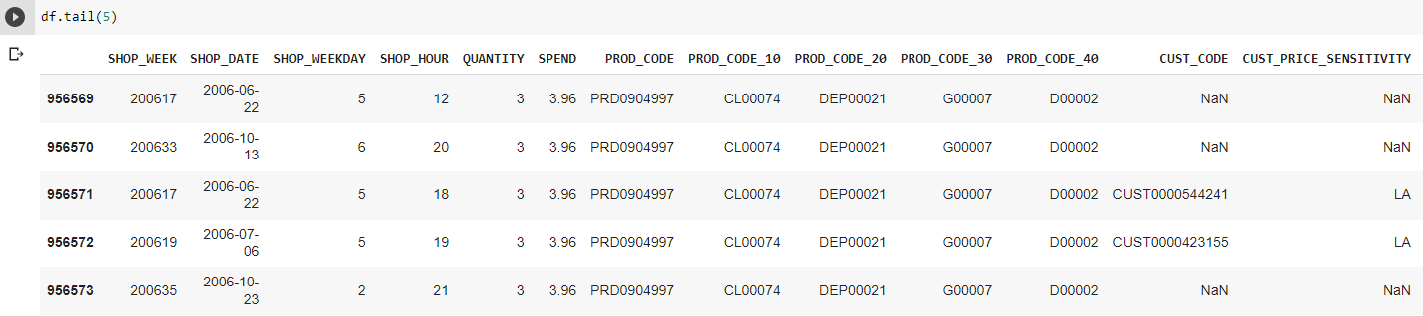 df.tail(5)
SHOP_WEEK SHOP_DATE SHOP_WEEKDAY SHOP_HOUR QUANTITY SPEND PROD_CODE PROD_CODE_10 PROD_CODE_20 PROD_CODE_30 PROD_CODE_40 CUST_CODE CUST_PRICE_SENSITIVITY
956569 200617 2006-06-22 5 12 3 3.96 PRD0904997 CL00074 DEP00021 G00007 D00002 NaN NaN
956570 200633 2006-10-13 6 20 3 3.96 PRD0904997 CL00074 DEP00021 G00007 D00002 NaN NaN
956571 200617 2006-06-22 5 18 3 3.96 PRD0904997 CL00074 DEP00021 G00007 D00002 CUST0000544241 LA
956572 200619 2006-07-06 5 19 3 3.96 PRD0904997 CL00074 DEP00021 G00007 D00002 CUST0000423155 LA
956573 200635 2006-10-23 2 21 3 3.96 PRD0904997 CL00074 DEP00021 G00007 D00002 NaN NaN